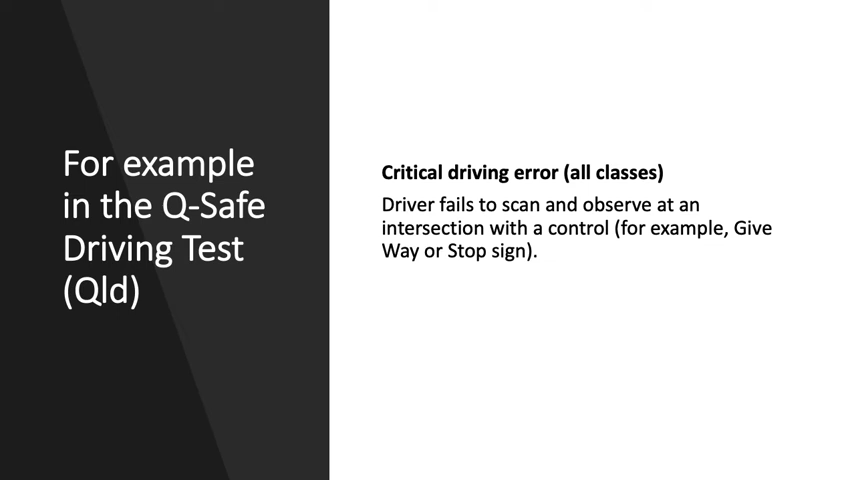 For example
in the Q-Safe
Driving Test
(Qld)
Critical driving error (all classes)
Driver fails to scan and observe at an
intersection with a control (for example, Give
Way or Stop sign).